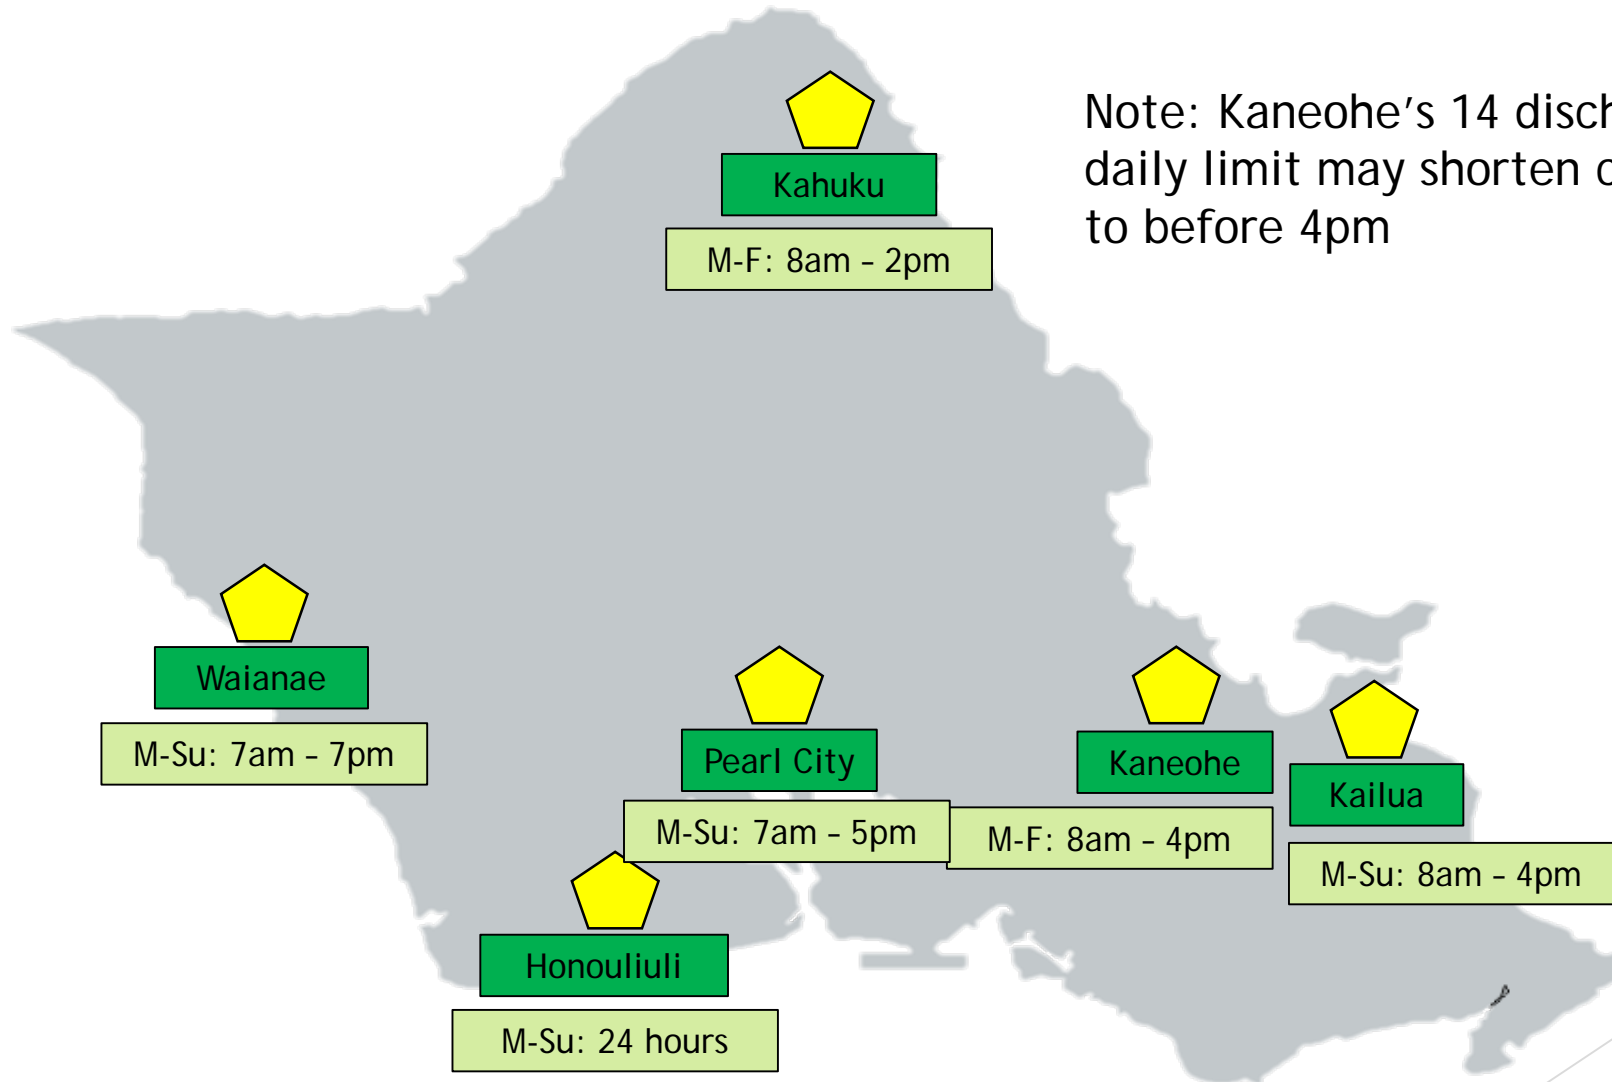 Note: Kaneohe’s 14
daily limit may shorten
to before 4pm
Kahuku
M-F: 8am – 2pm
Waianae
M-Su: 7am – 7pm
Pearl City
M-Su: 7am – 5pm
Kaneohe
M-F: 8am – 4pm
Kailua
M-Su: 8am – 4pm
Honouliuli
M-Su: 24 hours